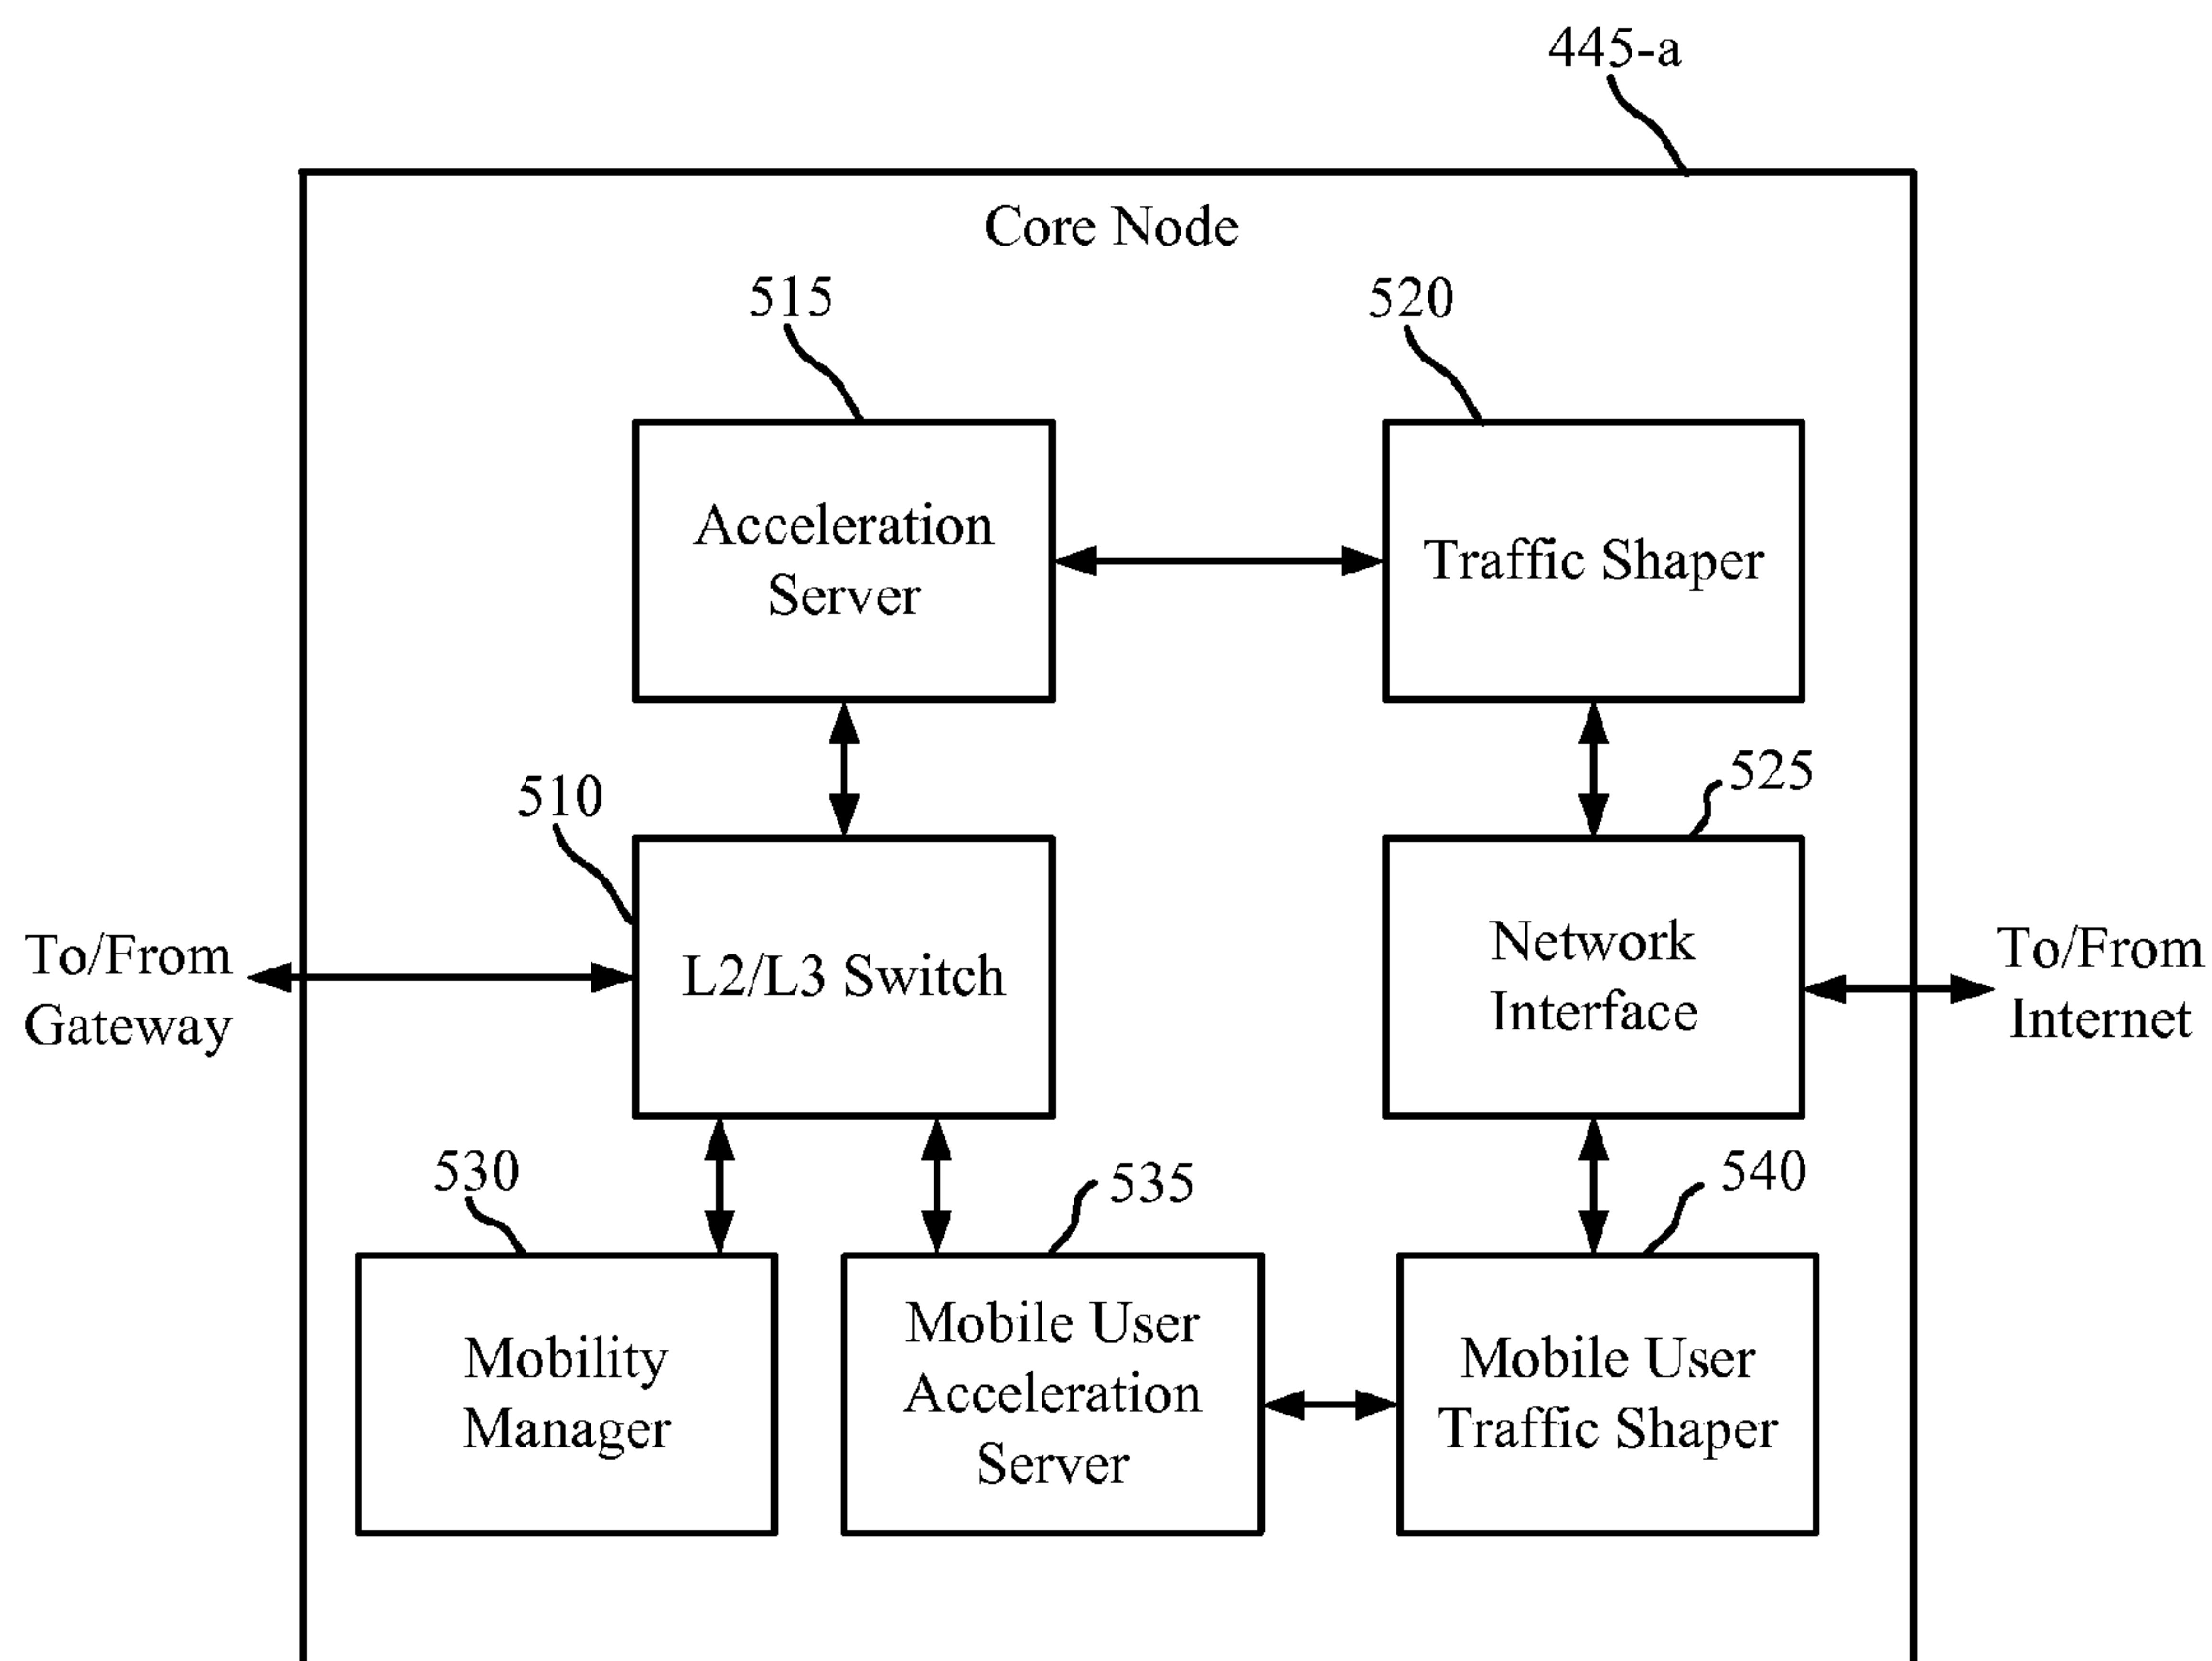 445-a
Core Node
515
520
Acceleration
Server
Traffic Shaper
510
525
To/From
Gateway
L2/L3 Switch
Network
Interface
To/From
Internet
530
535
540
Mobility
Manager
Mobile User
Acceleration
Server
Mobile User
Traffic Shaper